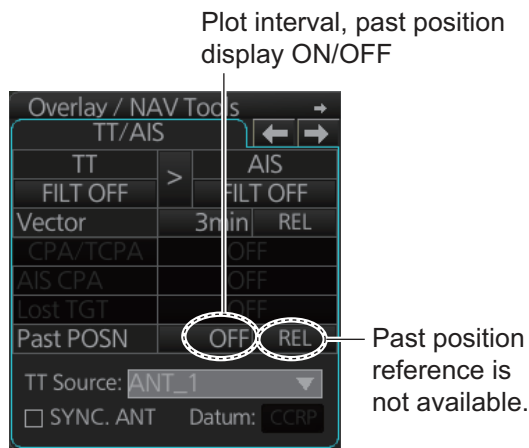 Plot interval, past position
display ON/OFF
Overlay / NAV Tools
TT/AIS
TT > AIS
FILT OFF FILT OFF
Vector 3min REL
CPA/TCPA OFF
AIS CPA OFF
Lost TGT OFF
Past POSN OFF REL
TT Source: ANT_1
SYNC. ANT Datum: CCRP
Past position
reference is
not available.